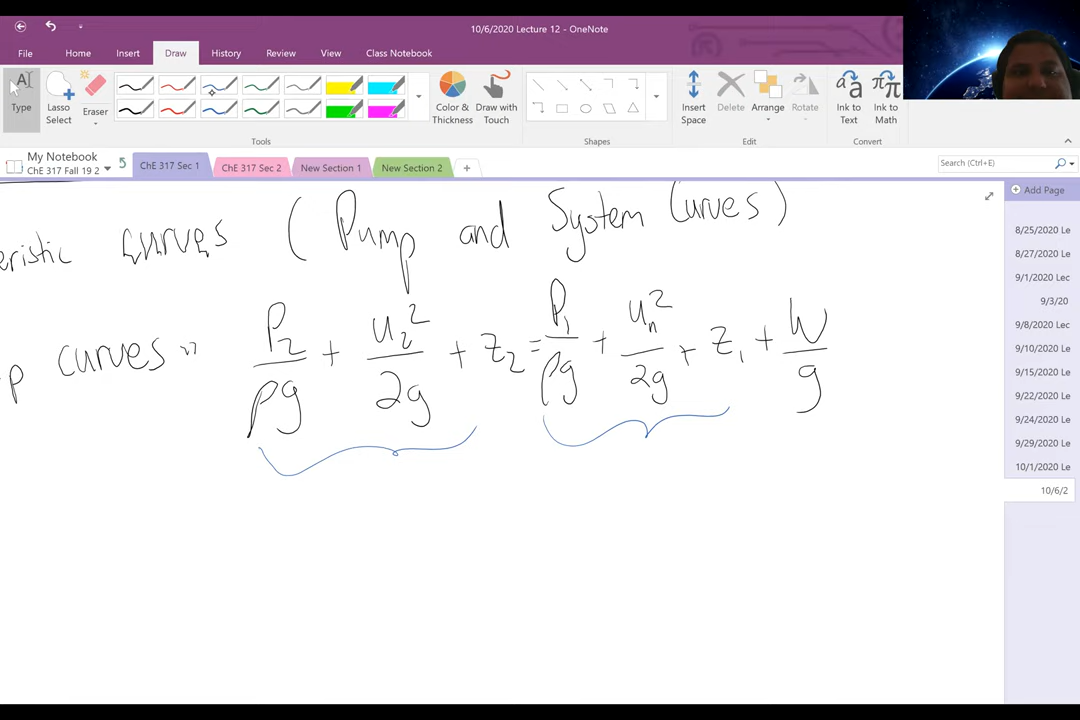 10/6/2020 Lecture 12 - OneNote
File Home Insert Draw History Review View Class Notebook
Type
Lasso Select
Eraser
Color & Thickness
Draw with Touch
Insert Space
Delete
Arrange
Rotate
Ink to Text
Ink to Math
Tools
Shapes
Edit
Convert
My Notebook
ChE 317 Fall 19 2
ChE 317 Sec 1
ChE 317 Sec 2
New Section 1
New Section 2
Search (Ctrl+E)
Add Page
8/25/2020 Le
8/27/2020 Le
9/1/2020 Lec
9/3/20
9/8/2020 Lec
9/10/2020 Le
9/15/2020 Le
9/22/2020 Le
9/24/2020 Le
9/29/2020 Le
10/1/2020 Le
10/6/2
eristic curves (Pump and System Curves)
p curves P₂/ρg + u₂²/2g + z₂ = P₁/ρg + uₙ²/2g + z₁ + W/g